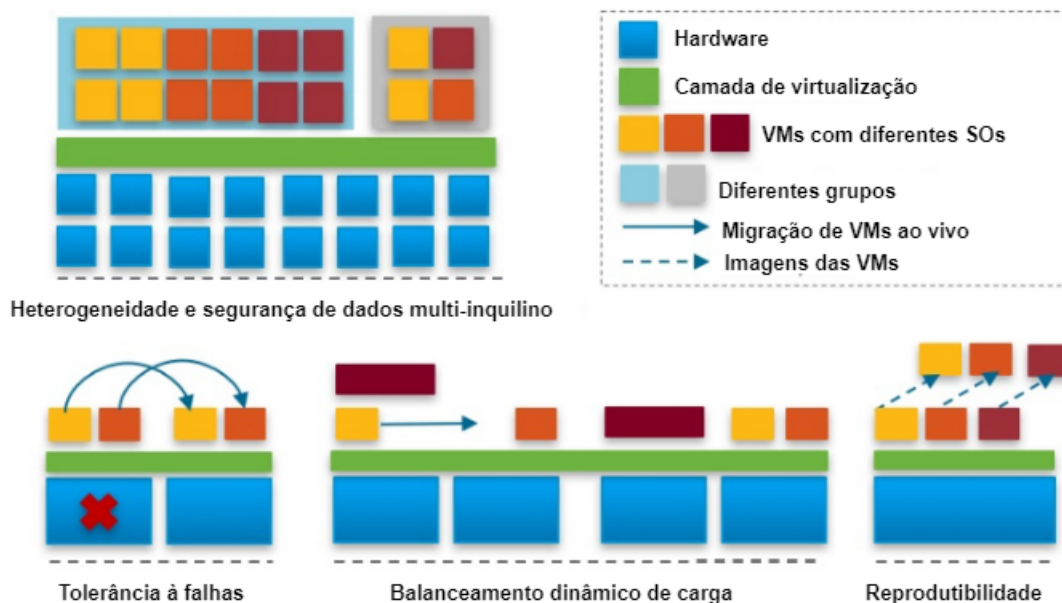 Hardware
Camada de virtualização
VMs com diferentes SOs
Diferentes grupos
Migração de VMs ao vivo
Imagens das VMs
Heterogeneidade e segurança de dados multi-inquilino
Tolerância à falhas
Balanceamento dinâmico de carga
Reprodutibilidade